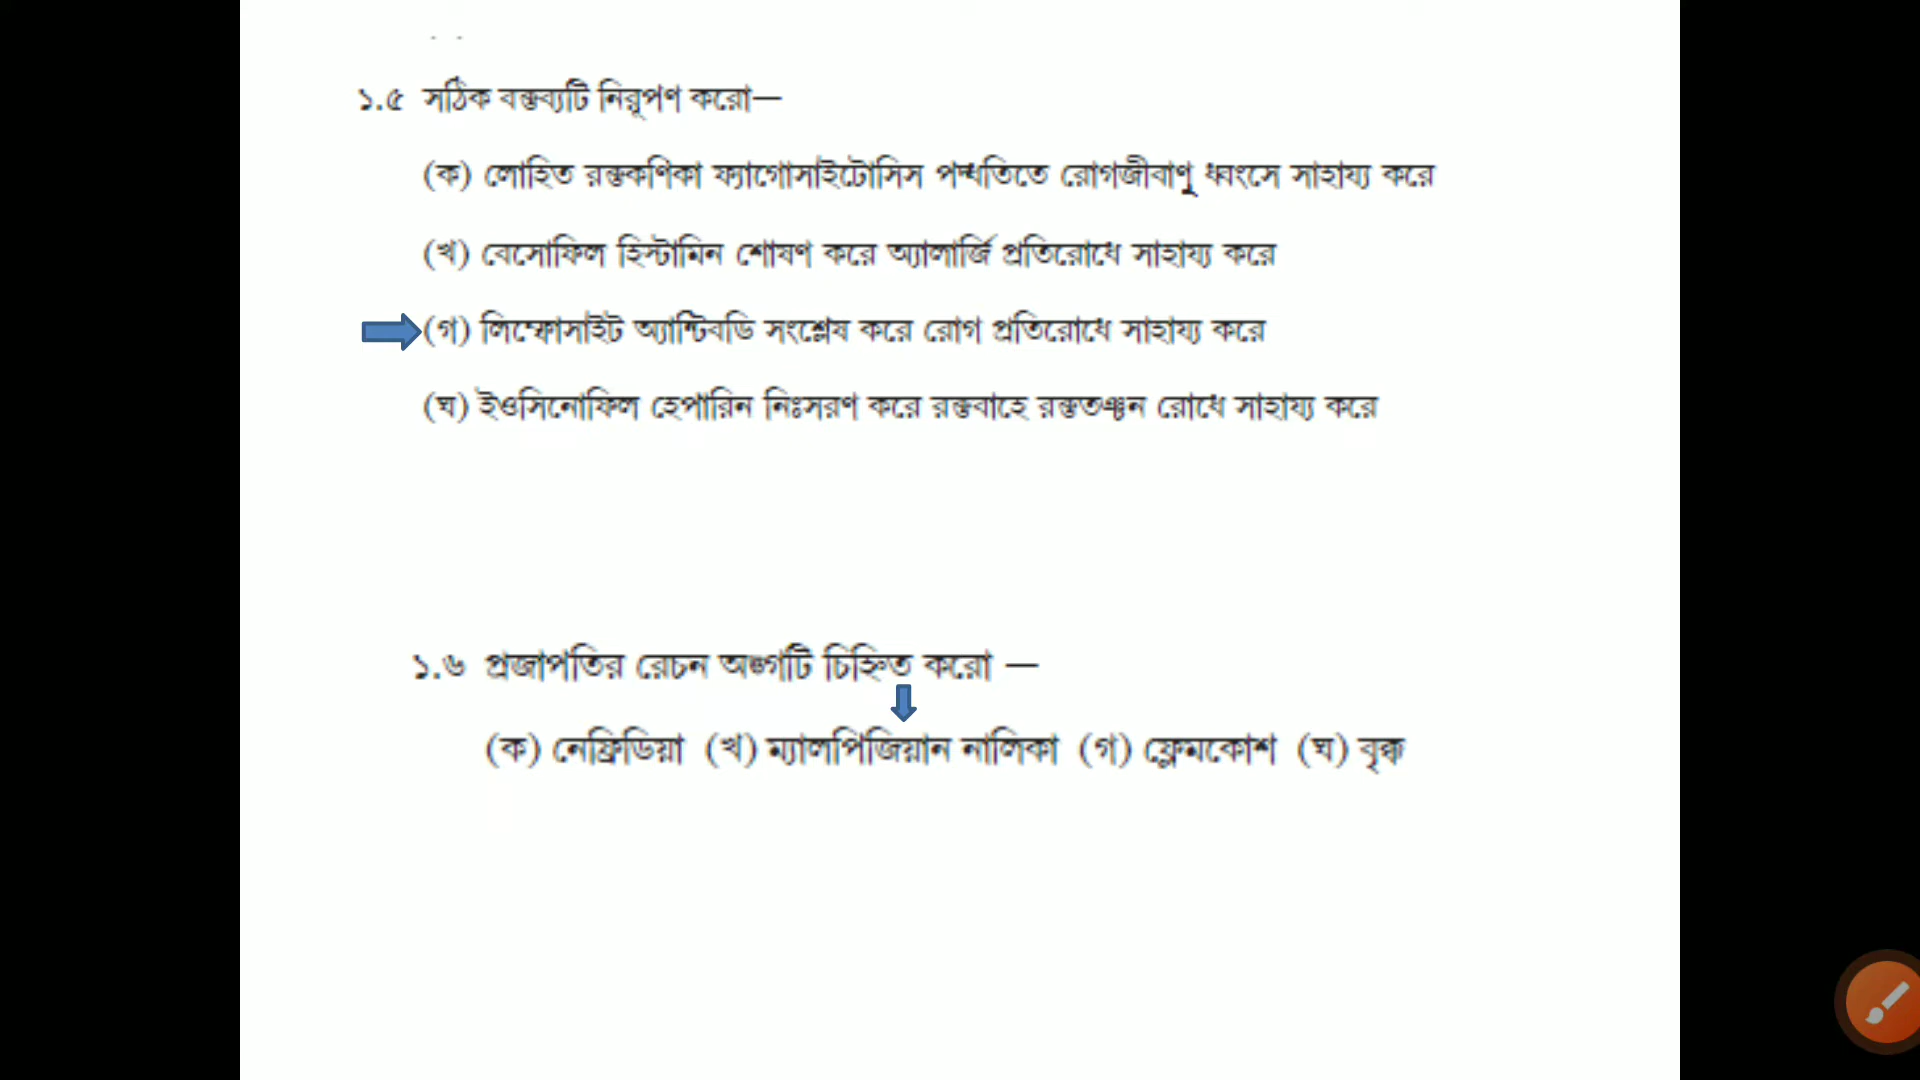 ১.৫ সঠিক বক্তব্যটি নিরূপণ করো—
(ক) লোহিত রক্তকণিকা ফ্যাগোসাইটোসিস পদ্ধতিতে রোগজীবাণু ধ্বংসে সাহায্য করে
(খ) বেসোফিল হিস্টামিন শোষণ করে অ্যালার্জি প্রতিরোধে সাহায্য করে
(গ) লিম্ফোসাইট অ্যান্টিবডি সংশ্লেষ করে রোগ প্রতিরোধে সাহায্য করে
(ঘ) ইওসিনোফিল হেপারিন নিঃসরণ করে রক্তবাহে রক্ততঞ্চন রোধে সাহায্য করে
১.৬ প্রজাপতির রেচন অঙ্গটি চিহ্নিত করো —
(ক) নেফ্রিডিয়া (খ) ম্যালপিজিয়ান নালিকা (গ) ফ্লেমকোশ (ঘ) বৃক্ক